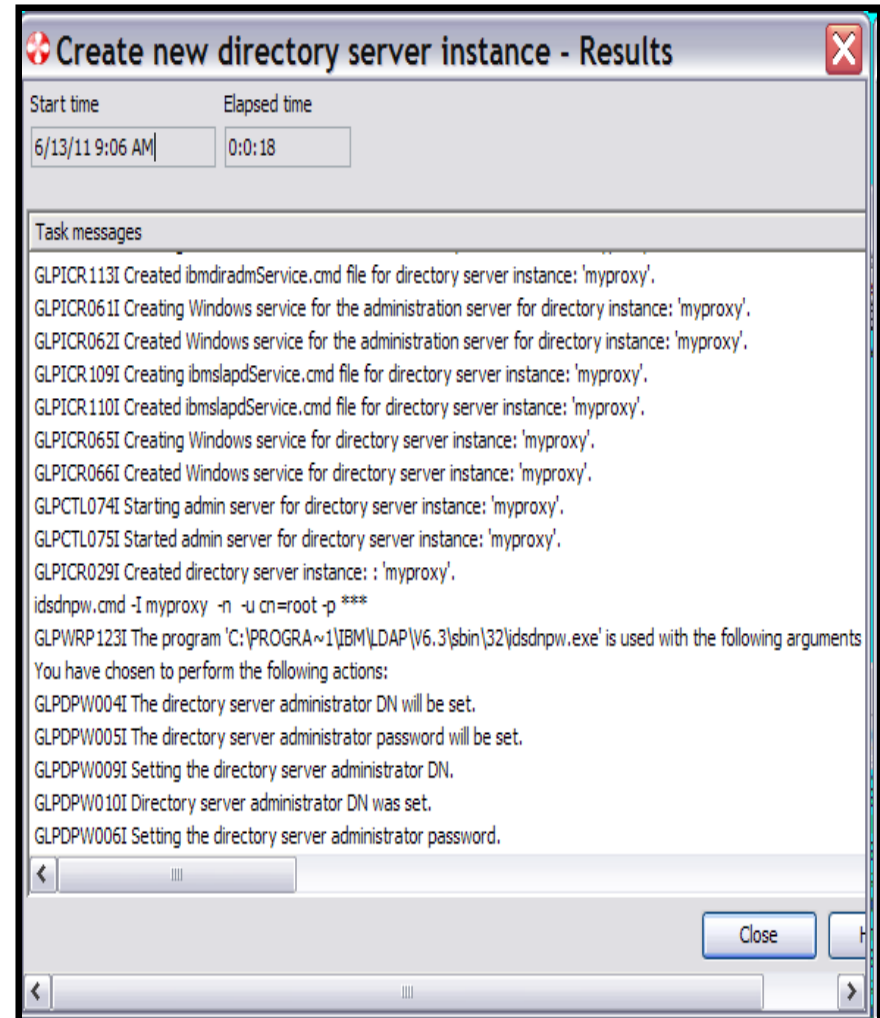 Create new directory server instance - Results
Start time Elapsed time
6/13/11 9:06 AM 0:0:18
Task messages
GLPICR113I Created ibmdiradmService.cmd file for directory server instance: 'myproxy'.
GLPICR061I Creating Windows service for the administration server for directory instance: 'myproxy'.
GLPICR062I Created Windows service for the administration server for directory instance: 'myproxy'.
GLPICR109I Creating ibmslapdService.cmd file for directory server instance: 'myproxy'.
GLPICR110I Created ibmslapdService.cmd file for directory server instance: 'myproxy'.
GLPICR065I Creating Windows service for directory server instance: 'myproxy'.
GLPICR066I Created Windows service for directory server instance: 'myproxy'.
GLPCTL074I Starting admin server for directory server instance: 'myproxy'.
GLPCTL075I Started admin server for directory server instance: 'myproxy'.
GLPICR029I Created directory server instance: : 'myproxy'.
idsdnpw.cmd -I myproxy -n -u cn=root -p ***
GLPWRP123I The program 'C:\PROGRA~1\IBM\LDAP\V6.3\sbin\32\idsdnpw.exe' is used with the following arguments
You have chosen to perform the following actions:
GLPDPW004I The directory server administrator DN will be set.
GLPDPW005I The directory server administrator password will be set.
GLPDPW009I Setting the directory server administrator DN.
GLPDPW010I Directory server administrator DN was set.
GLPDPW006I Setting the directory server administrator password.
Close